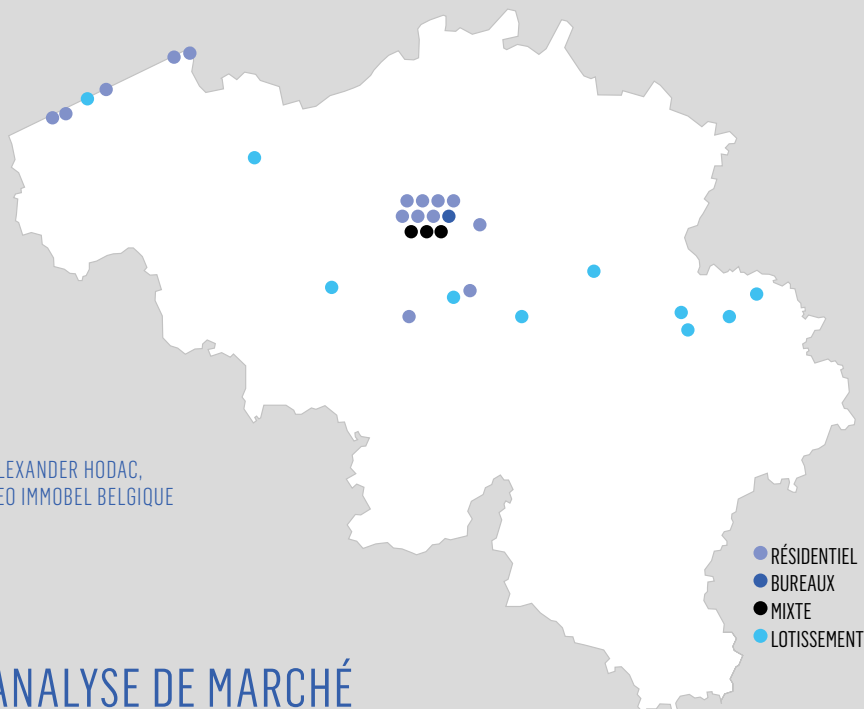 LEXANDER HODAC,
EO IMMOBEL BELGIQUE
RÉSIDENTIEL
BUREAUX
MIXTE
LOTISSEMENT
ANALYSE DE MARCHÉ